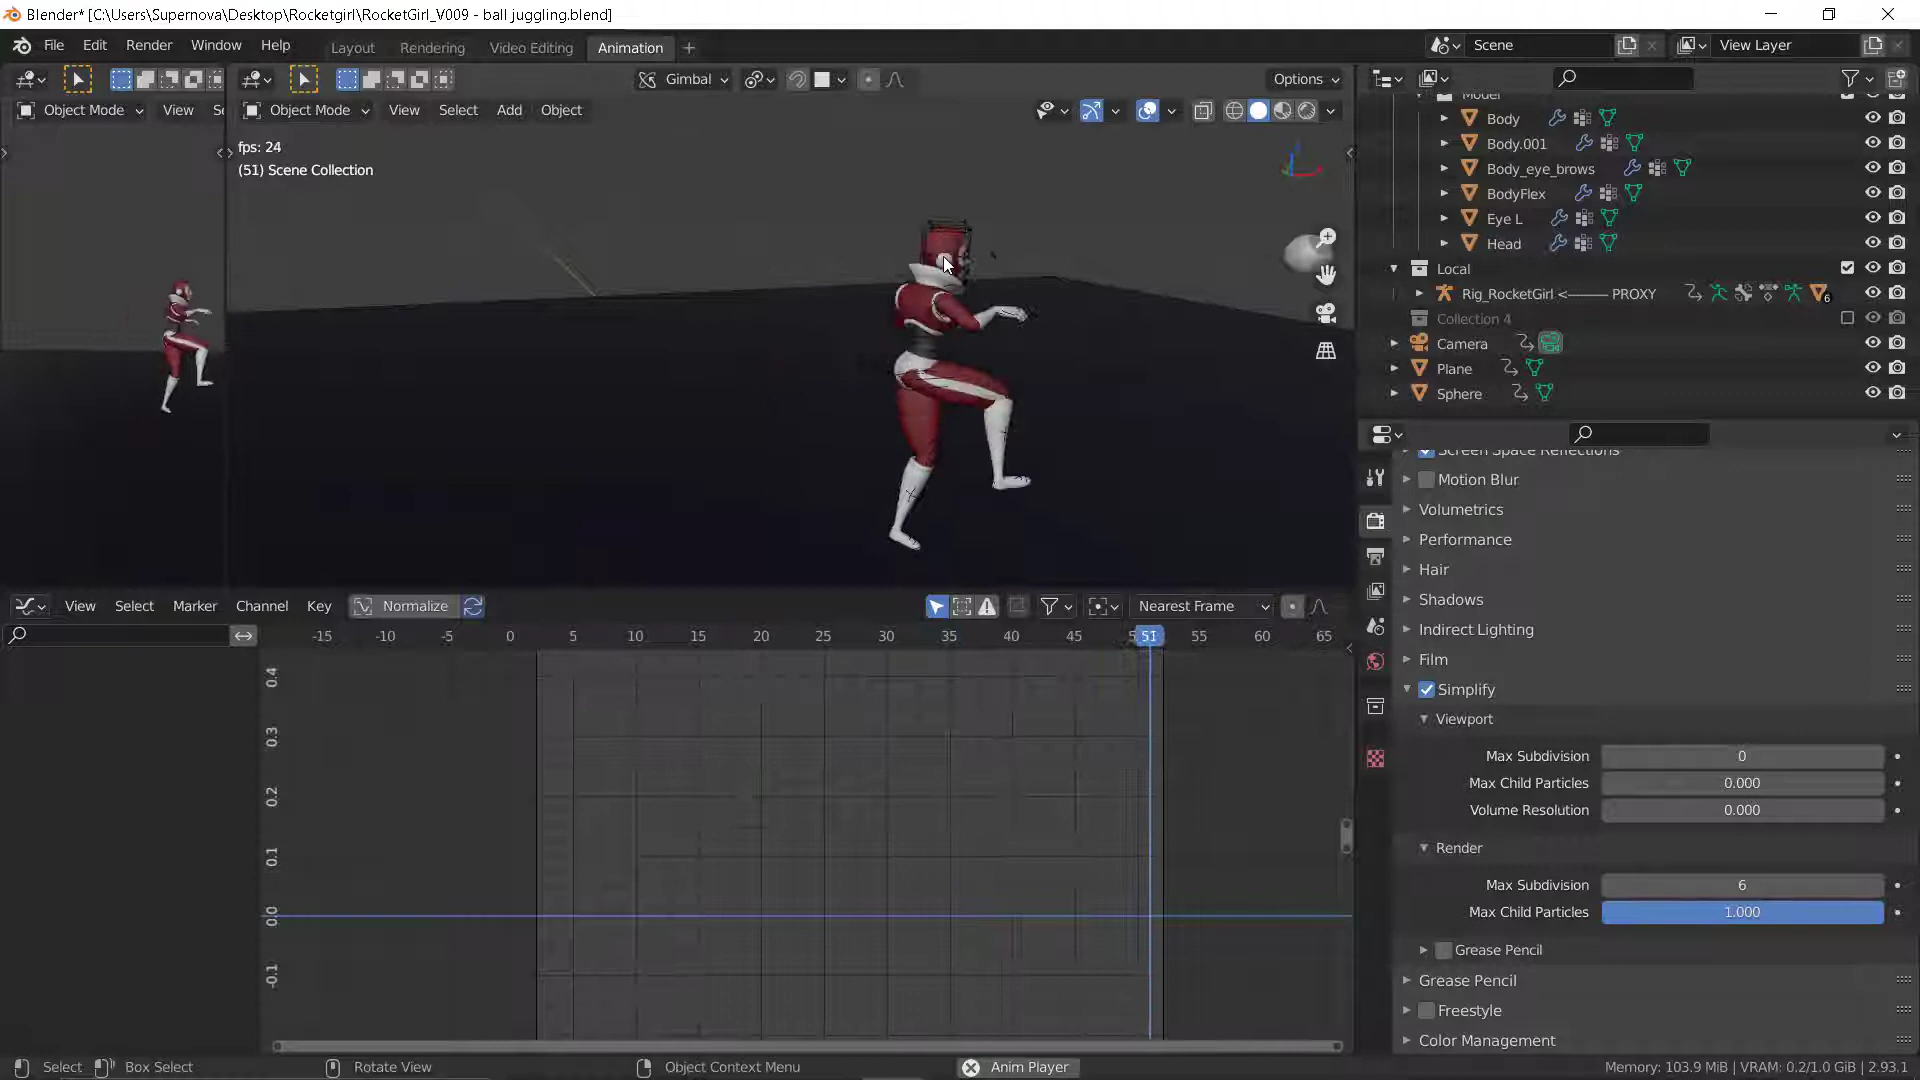 Blender* [C:\Users\Supernova\Desktop\Rocketgirl\RocketGirl_V009 - ball juggling.blend]
File Edit Render Window Help Layout Rendering Video Editing Animation Scene View Layer
Gimbal Options
Object Mode View Object Mode View Select Add Object
fps: 24
(51) Scene Collection
Model
Body
Body.001
Body_eye_brows
BodyFlex
Eye L
Head
Local
Rig_RocketGirl <--------- PROXY 6
Collection 4
Camera
Plane
Sphere
Screen Space Reflections
Motion Blur
Volumetrics
Performance
Hair
Shadows
Indirect Lighting
Film
Simplify
Viewport
Max Subdivision 0
Max Child Particles 0.000
Volume Resolution 0.000
Render
Max Subdivision 6
Max Child Particles 1.000
Grease Pencil
Grease Pencil
Freestyle
Color Management
View Select Marker Channel Key Normalize Nearest Frame
-15 -10 -5 0 5 10 15 20 25 30 35 40 45 51 55 60 65
0.4
0.3
0.2
0.1
0.0
-0.1
Select Box Select Rotate View Object Context Menu Anim Player Memory: 103.9 MiB | VRAM: 0.2/1.0 GiB | 2.93.1